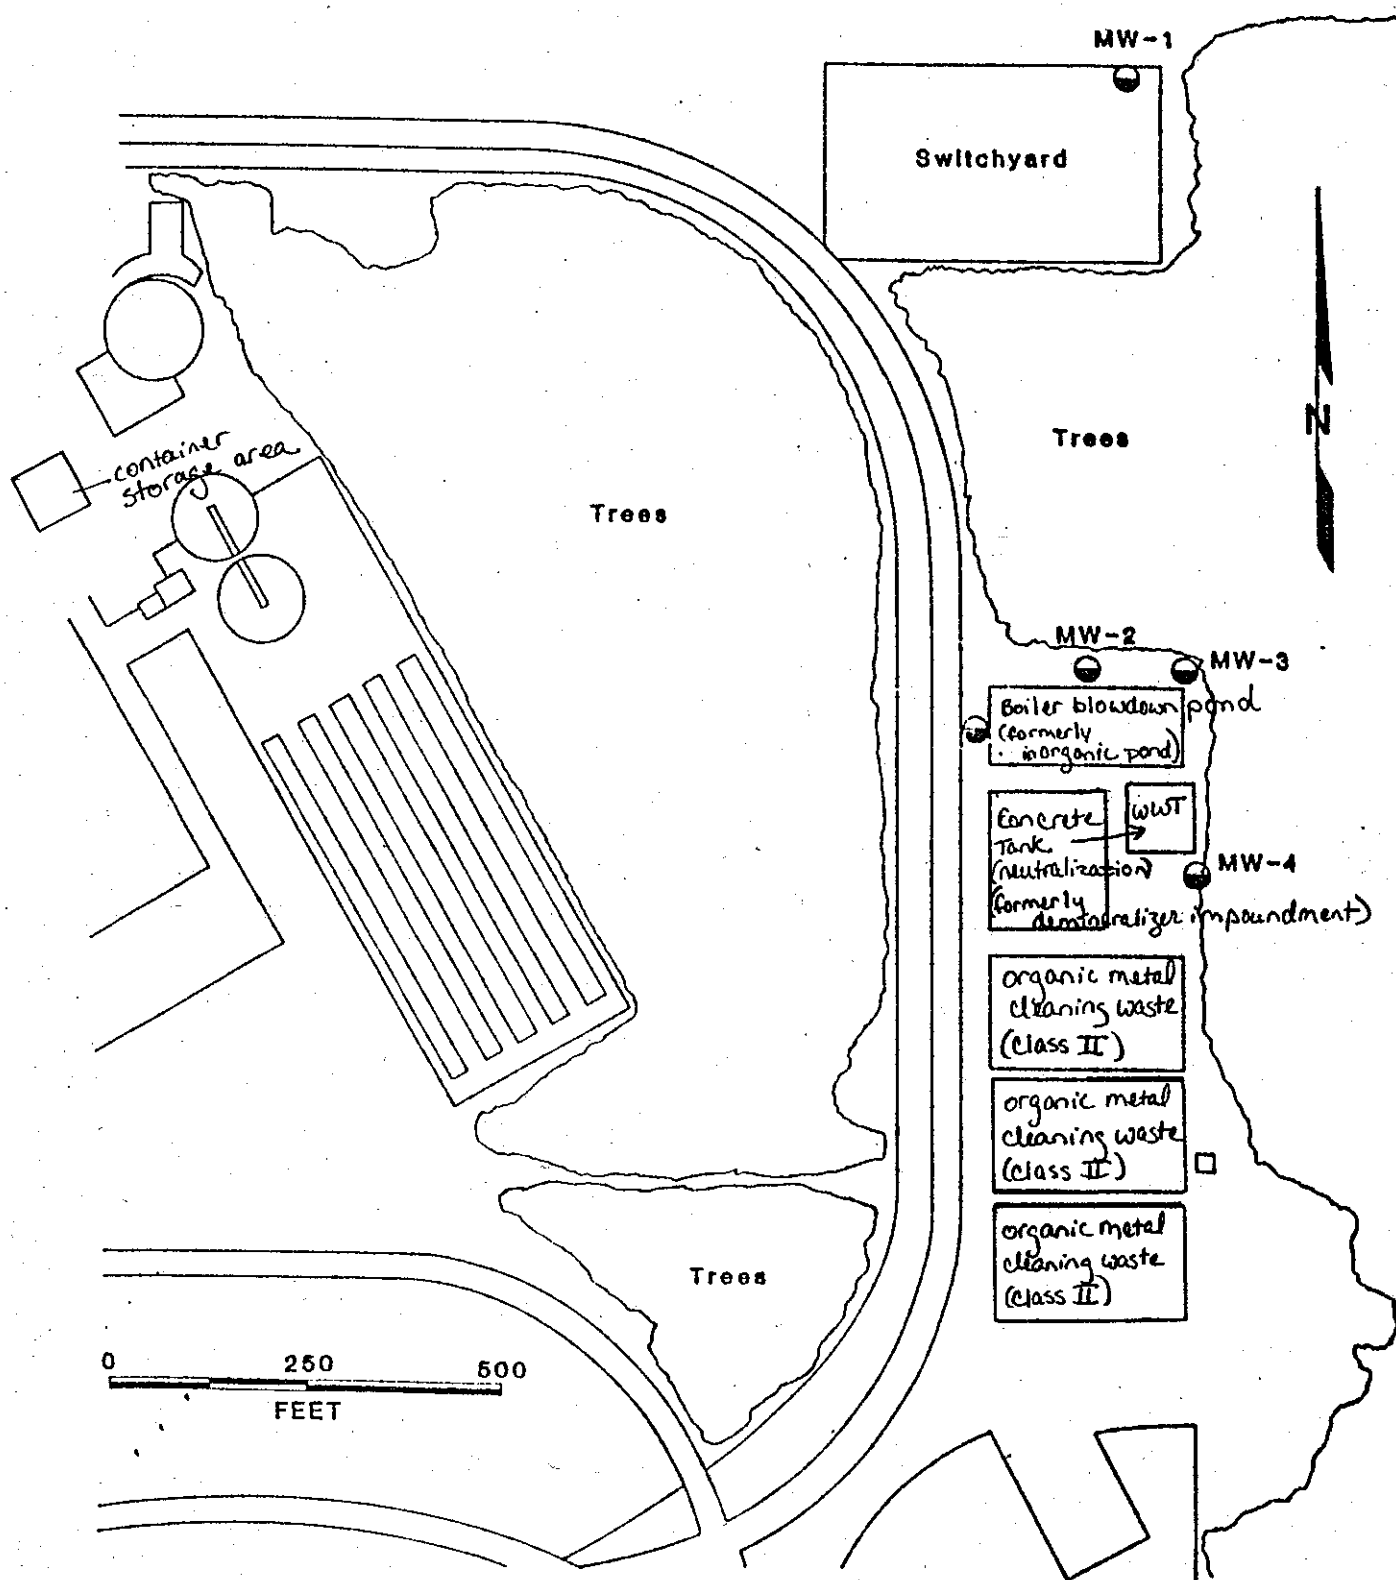 MW-1
Switchyard
Trees
N
container
storage area
Trees
MW-2
MW-3
Boiler blowdown pond
(formerly
inorganic pond)
Concrete
Tank
(neutralization)
(formerly
WWT
MW-4
impoundment)
organic metal
cleaning waste
(Class II)
organic metal
cleaning waste
(Class II)
organic metal
cleaning waste
(Class II)
Trees
0 250 500
FEET